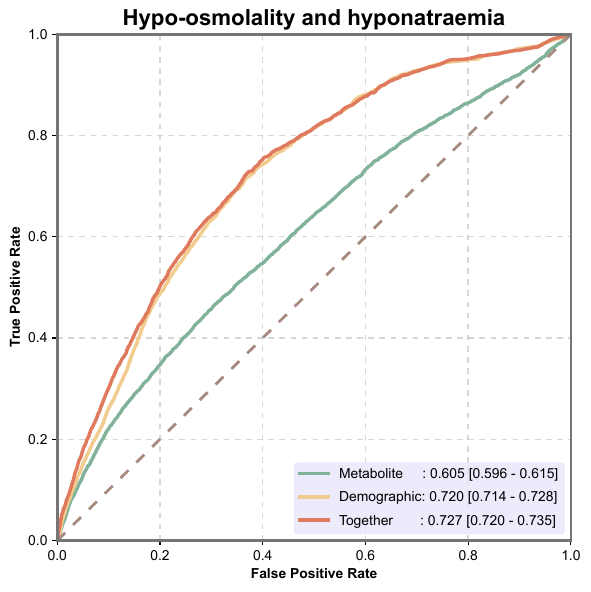 Hypo-osmolality and hyponatraemia
True Positive Rate
1.0
0.8
0.6
0.4
0.2
0.0
Metabolite : 0.605 [0.596 - 0.615]
Demographic: 0.720 [0.714 - 0.728]
Together : 0.727 [0.720 - 0.735]
0.0 0.2 0.4 0.6 0.8 1.0
False Positive Rate